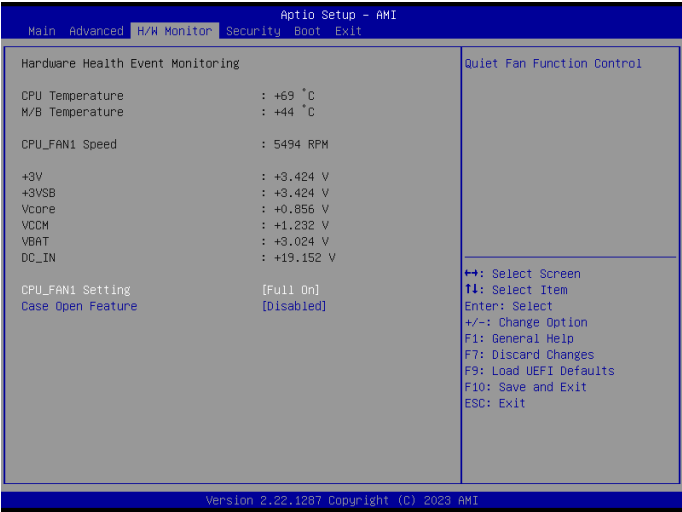 Aptio Setup - AMI
Main Advanced H/W Monitor Security Boot Exit
Hardware Health Event Monitoring
CPU Temperature : +69 °C
M/B Temperature : +44 °C
CPU_FAN1 Speed : 5494 RPM
+3V : +3.424 V
+3VSB : +3.424 V
Vcore : +0.856 V
VCCM : +1.232 V
VBAT : +3.024 V
DC_IN : +19.152 V
CPU_FAN1 Setting [Full On]
Case Open Feature [Disabled]
Quiet Fan Function Control
↔: Select Screen
↑↓: Select Item
Enter: Select
+/-: Change Option
F1: General Help
F7: Discard Changes
F9: Load UEFI Defaults
F10: Save and Exit
ESC: Exit
Version 2.22.1287 Copyright (C) 2023 AMI